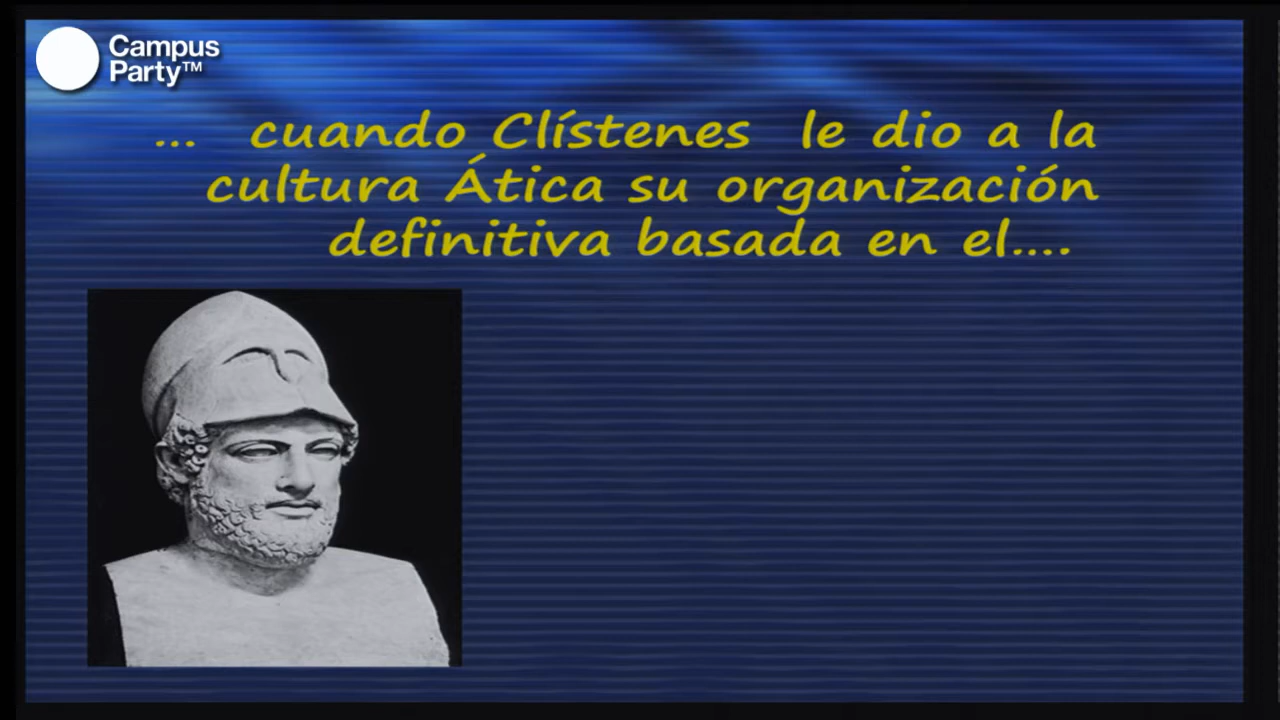 Campus
Party™
... cuando Clístenes le dio a la
cultura Ática su organización
definitiva basada en el....